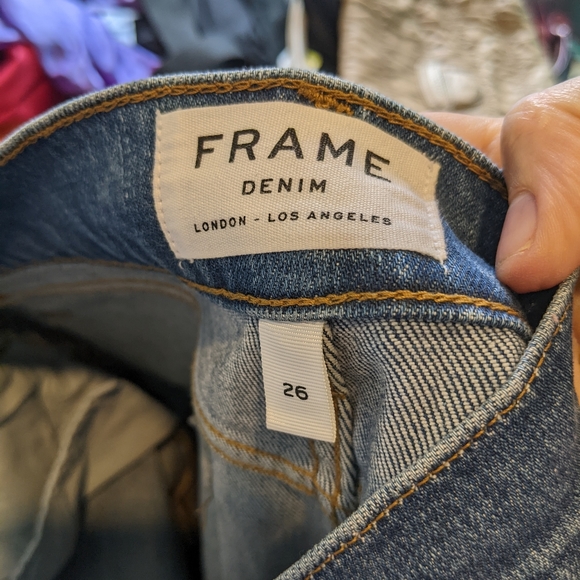 FRAME
DENIM
LONDON - LOS ANGELES
26